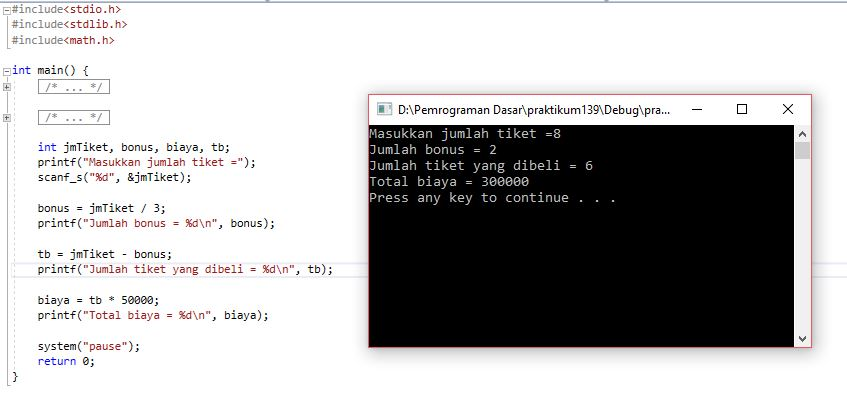 #include<stdio.h>
#include<stdlib.h>
#include<math.h>
int main() {
/* ... */
/* ... */
int jmTiket, bonus, biaya, tb;
printf("Masukkan jumlah tiket =");
scanf_s("%d", &jmTiket);
bonus = jmTiket / 3;
printf("Jumlah bonus = %d\n", bonus);
tb = jmTiket - bonus;
printf("Jumlah tiket yang dibeli = %d\n", tb);
biaya = tb * 50000;
printf("Total biaya = %d\n", biaya);
system("pause");
return 0;
}
D:\Pemrograman Dasar\praktikum139\Debug\pra...
Masukkan jumlah tiket =8
Jumlah bonus = 2
Jumlah tiket yang dibeli = 6
Total biaya = 300000
Press any key to continue . . .